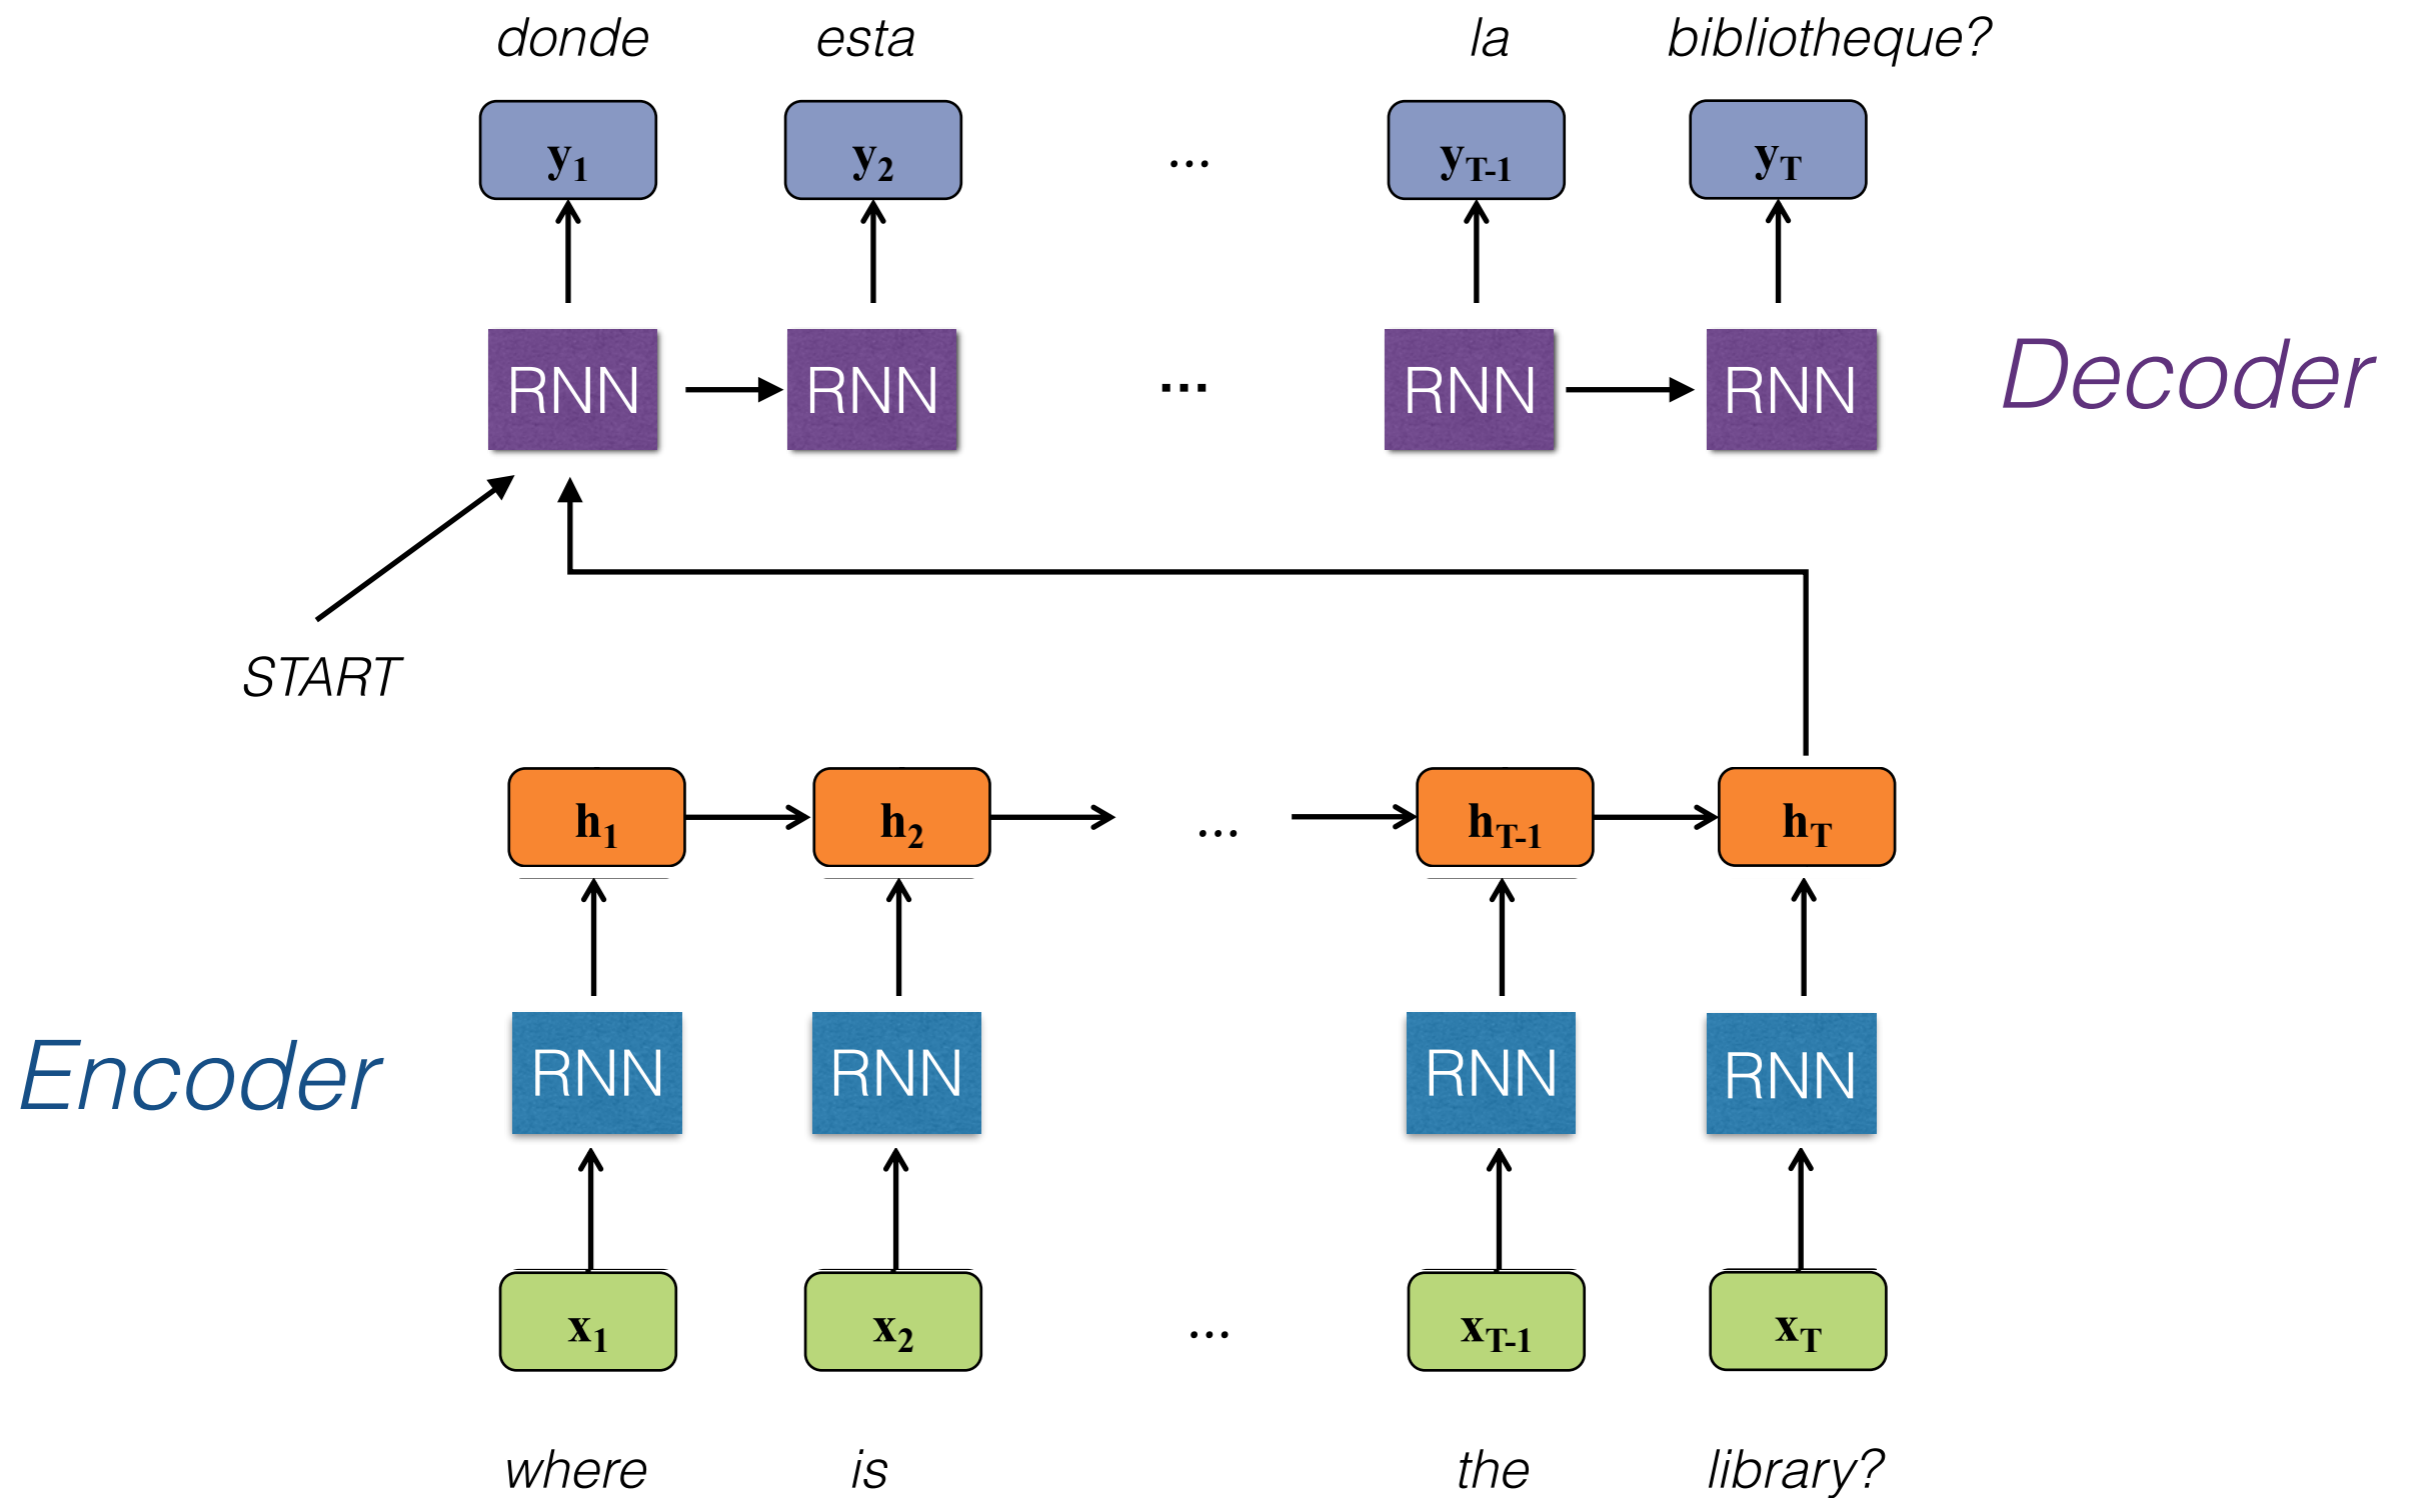 donde esta la bibliotheque?
y1 y2 ... yT-1 yT
RNN RNN ... RNN RNN
Decoder
START
h1 h2 ... hT-1 hT
Encoder
RNN RNN RNN RNN
x1 x2 ... xT-1 xT
where is the library?